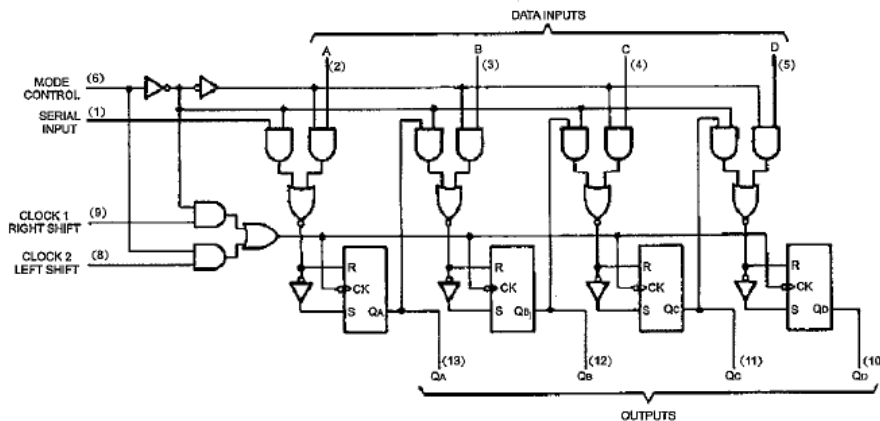 DATA INPUTS
A B C D
(2) (3) (4) (5)
MODE CONTROL (6)
SERIAL INPUT (1)
CLOCK 1 RIGHT SHIFT (9)
CLOCK 2 LEFT SHIFT (8)
R R R R
CK CK CK CK
S QA S QB S QC S QD
(13) (12) (11) (10
QA QB QC QD
OUTPUTS